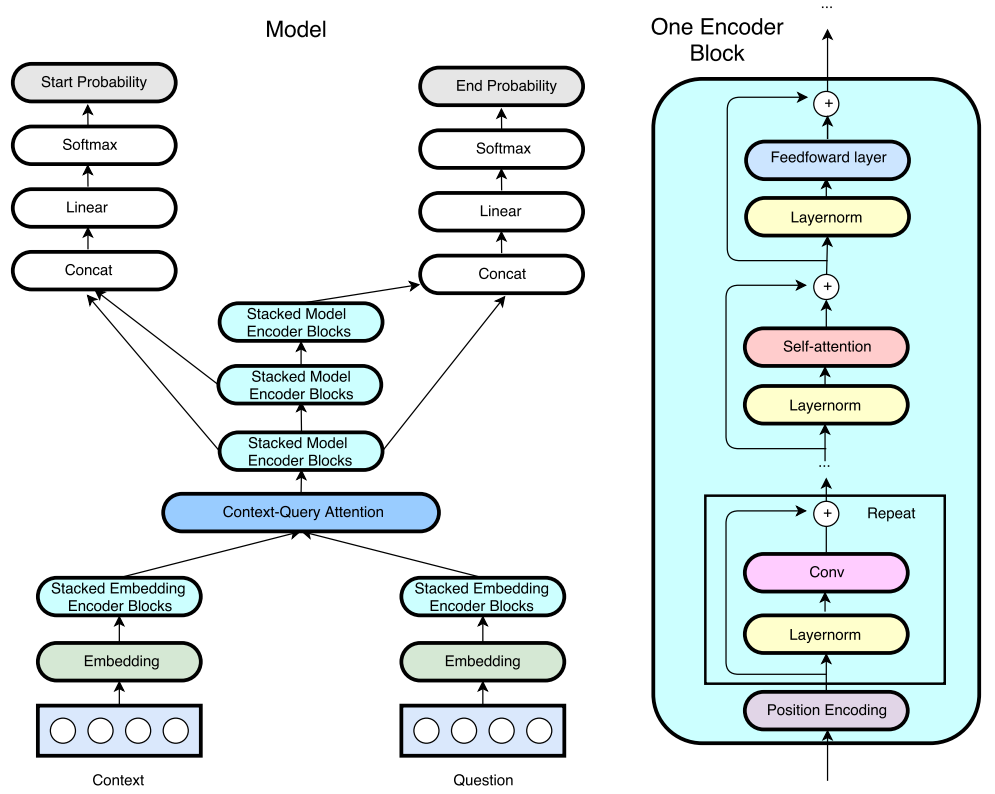 Model
Start Probability
Softmax
Linear
Concat
End Probability
Softmax
Linear
Concat
Stacked Model
Encoder Blocks
Stacked Model
Encoder Blocks
Stacked Model
Encoder Blocks
Context-Query Attention
Stacked Embedding
Encoder Blocks
Stacked Embedding
Encoder Blocks
Embedding
Embedding
Context
Question
...
One Encoder
Block
+
Feedfoward layer
Layernorm
+
Self-attention
Layernorm
...
+
Repeat
Conv
Layernorm
Position Encoding